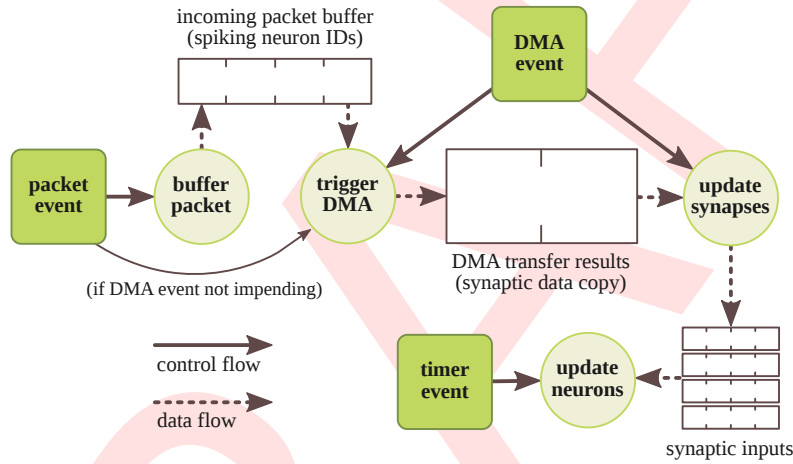 incoming packet buffer
(spiking neuron IDs)
DMA
event
packet
event
buffer
packet
trigger
DMA
update
synapses
DMA transfer results
(synaptic data copy)
(if DMA event not impending)
control flow
data flow
timer
event
update
neurons
synaptic inputs